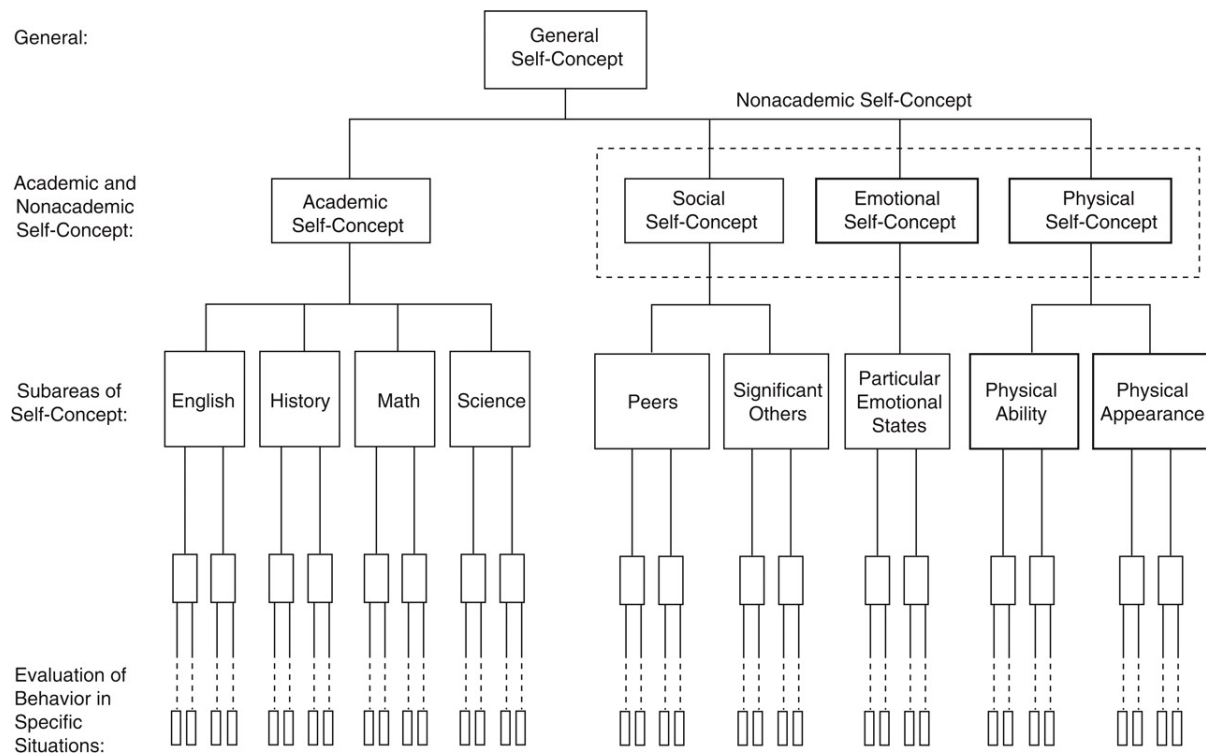 General:
General
Self-Concept
Nonacademic Self-Concept
Academic and
Nonacademic
Self-Concept:
Academic
Self-Concept
Social
Self-Concept
Emotional
Self-Concept
Physical
Self-Concept
Subareas of
Self-Concept:
English
History
Math
Science
Peers
Significant
Others
Particular
Emotional
States
Physical
Ability
Physical
Appearance
Evaluation of
Behavior in
Specific
Situations: